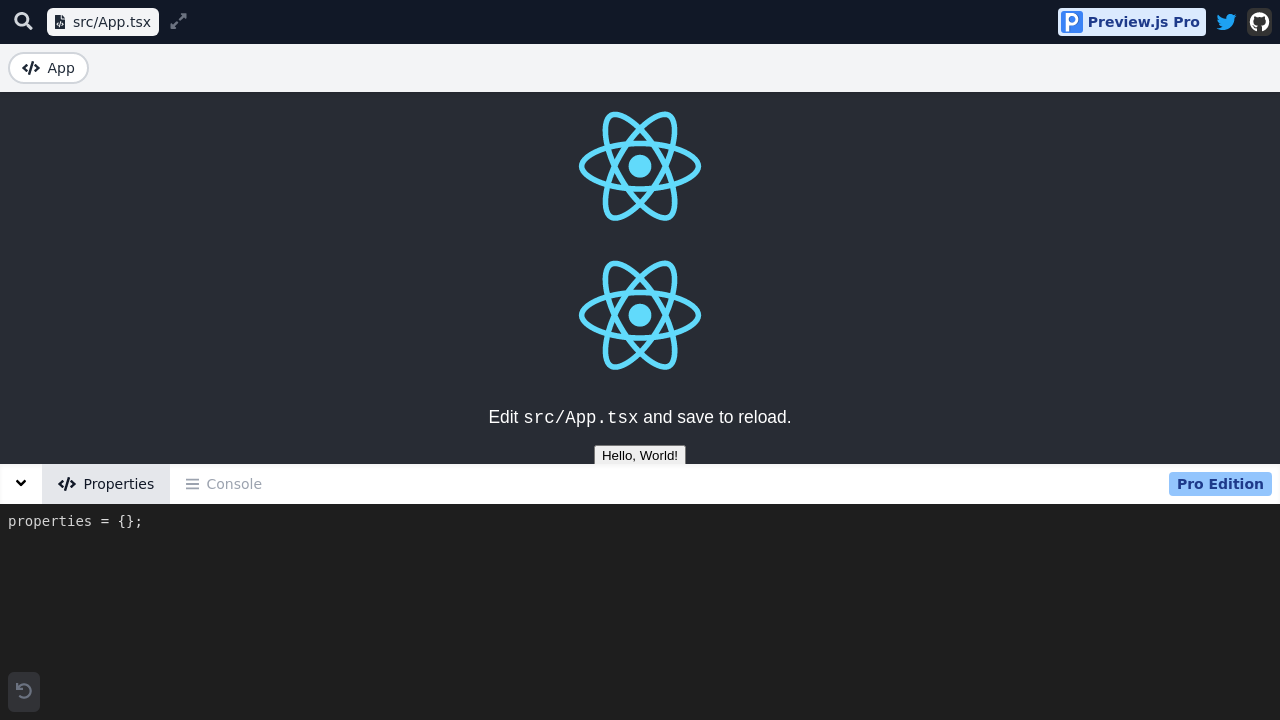 src/App.tsx
Preview.js Pro
App
Edit src/App.tsx and save to reload.
Hello, World!
Properties
Console
Pro Edition
properties = {};